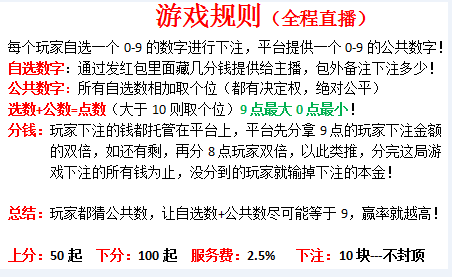 游戏规则（全程直播）
每个玩家自选一个 0-9 的数字进行下注，平台提供一个 0-9 的公共数字！
自选数字：通过发红包里面藏几分钱提供给主播，包外备注下注多少！
公共数字：所有自选数相加取个位（都有决定权，绝对公平）
选数+公数=点数（大于 10 则取个位）9 点最大 0 点最小！
分钱：玩家下注的钱都托管在平台上，平台先分拿 9 点的玩家下注金额
的双倍，如还有剩，再分 8 点玩家双倍，以此类推，分完这局游
戏下注的所有钱为止，没分到的玩家就输掉下注的本金！
总结：玩家都猜公共数，让自选数+公共数尽可能等于 9，赢率就越高！
上分：50 起 下分：100 起 服务费：2.5% 下注：10 块---不封顶